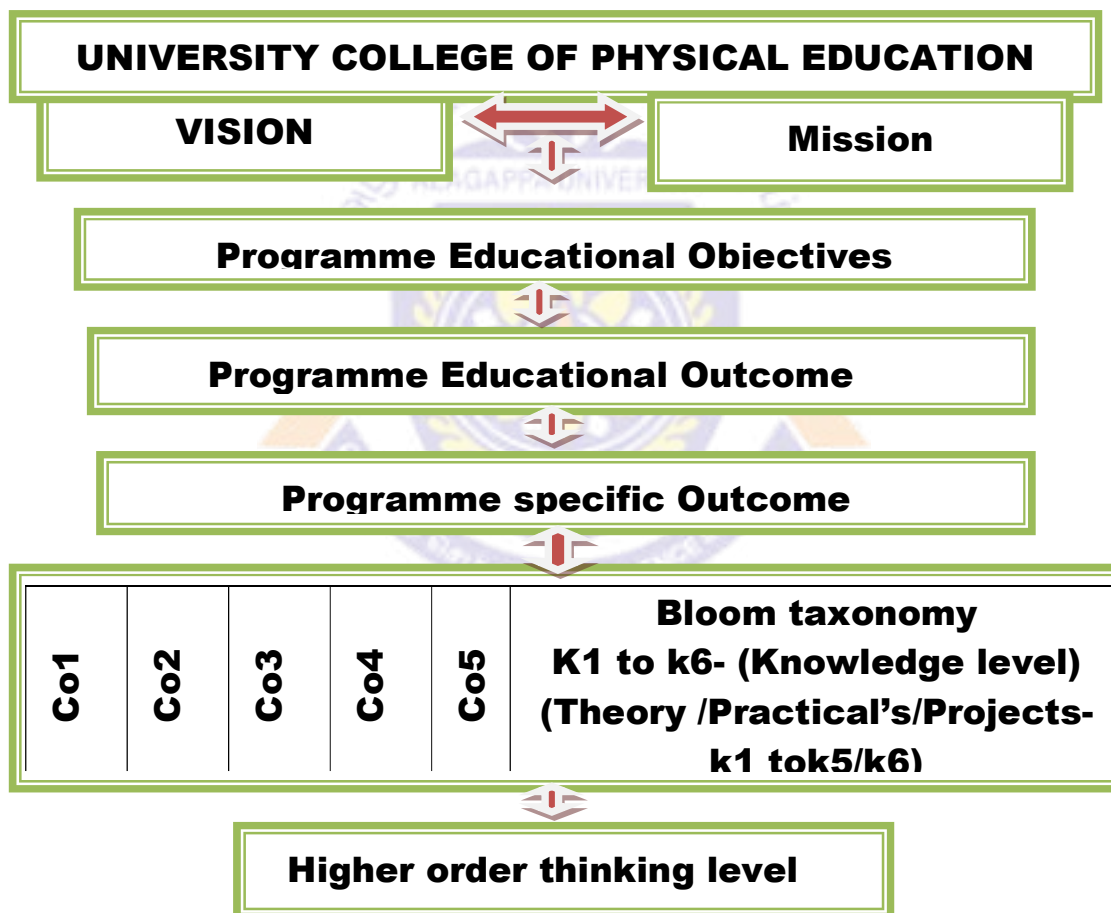 UNIVERSITY COLLEGE OF PHYSICAL EDUCATION
VISION
Mission
ALAGAPPA UNIVER
Programme Educational Objectives
Programme Educational Outcome
Programme specific Outcome
Co1
Co2
Co3
Co4
Co5
Bloom taxonomy
K1 to k6- (Knowledge level)
(Theory /Practical’s/Projects-
k1 tok5/k6)
Higher order thinking level